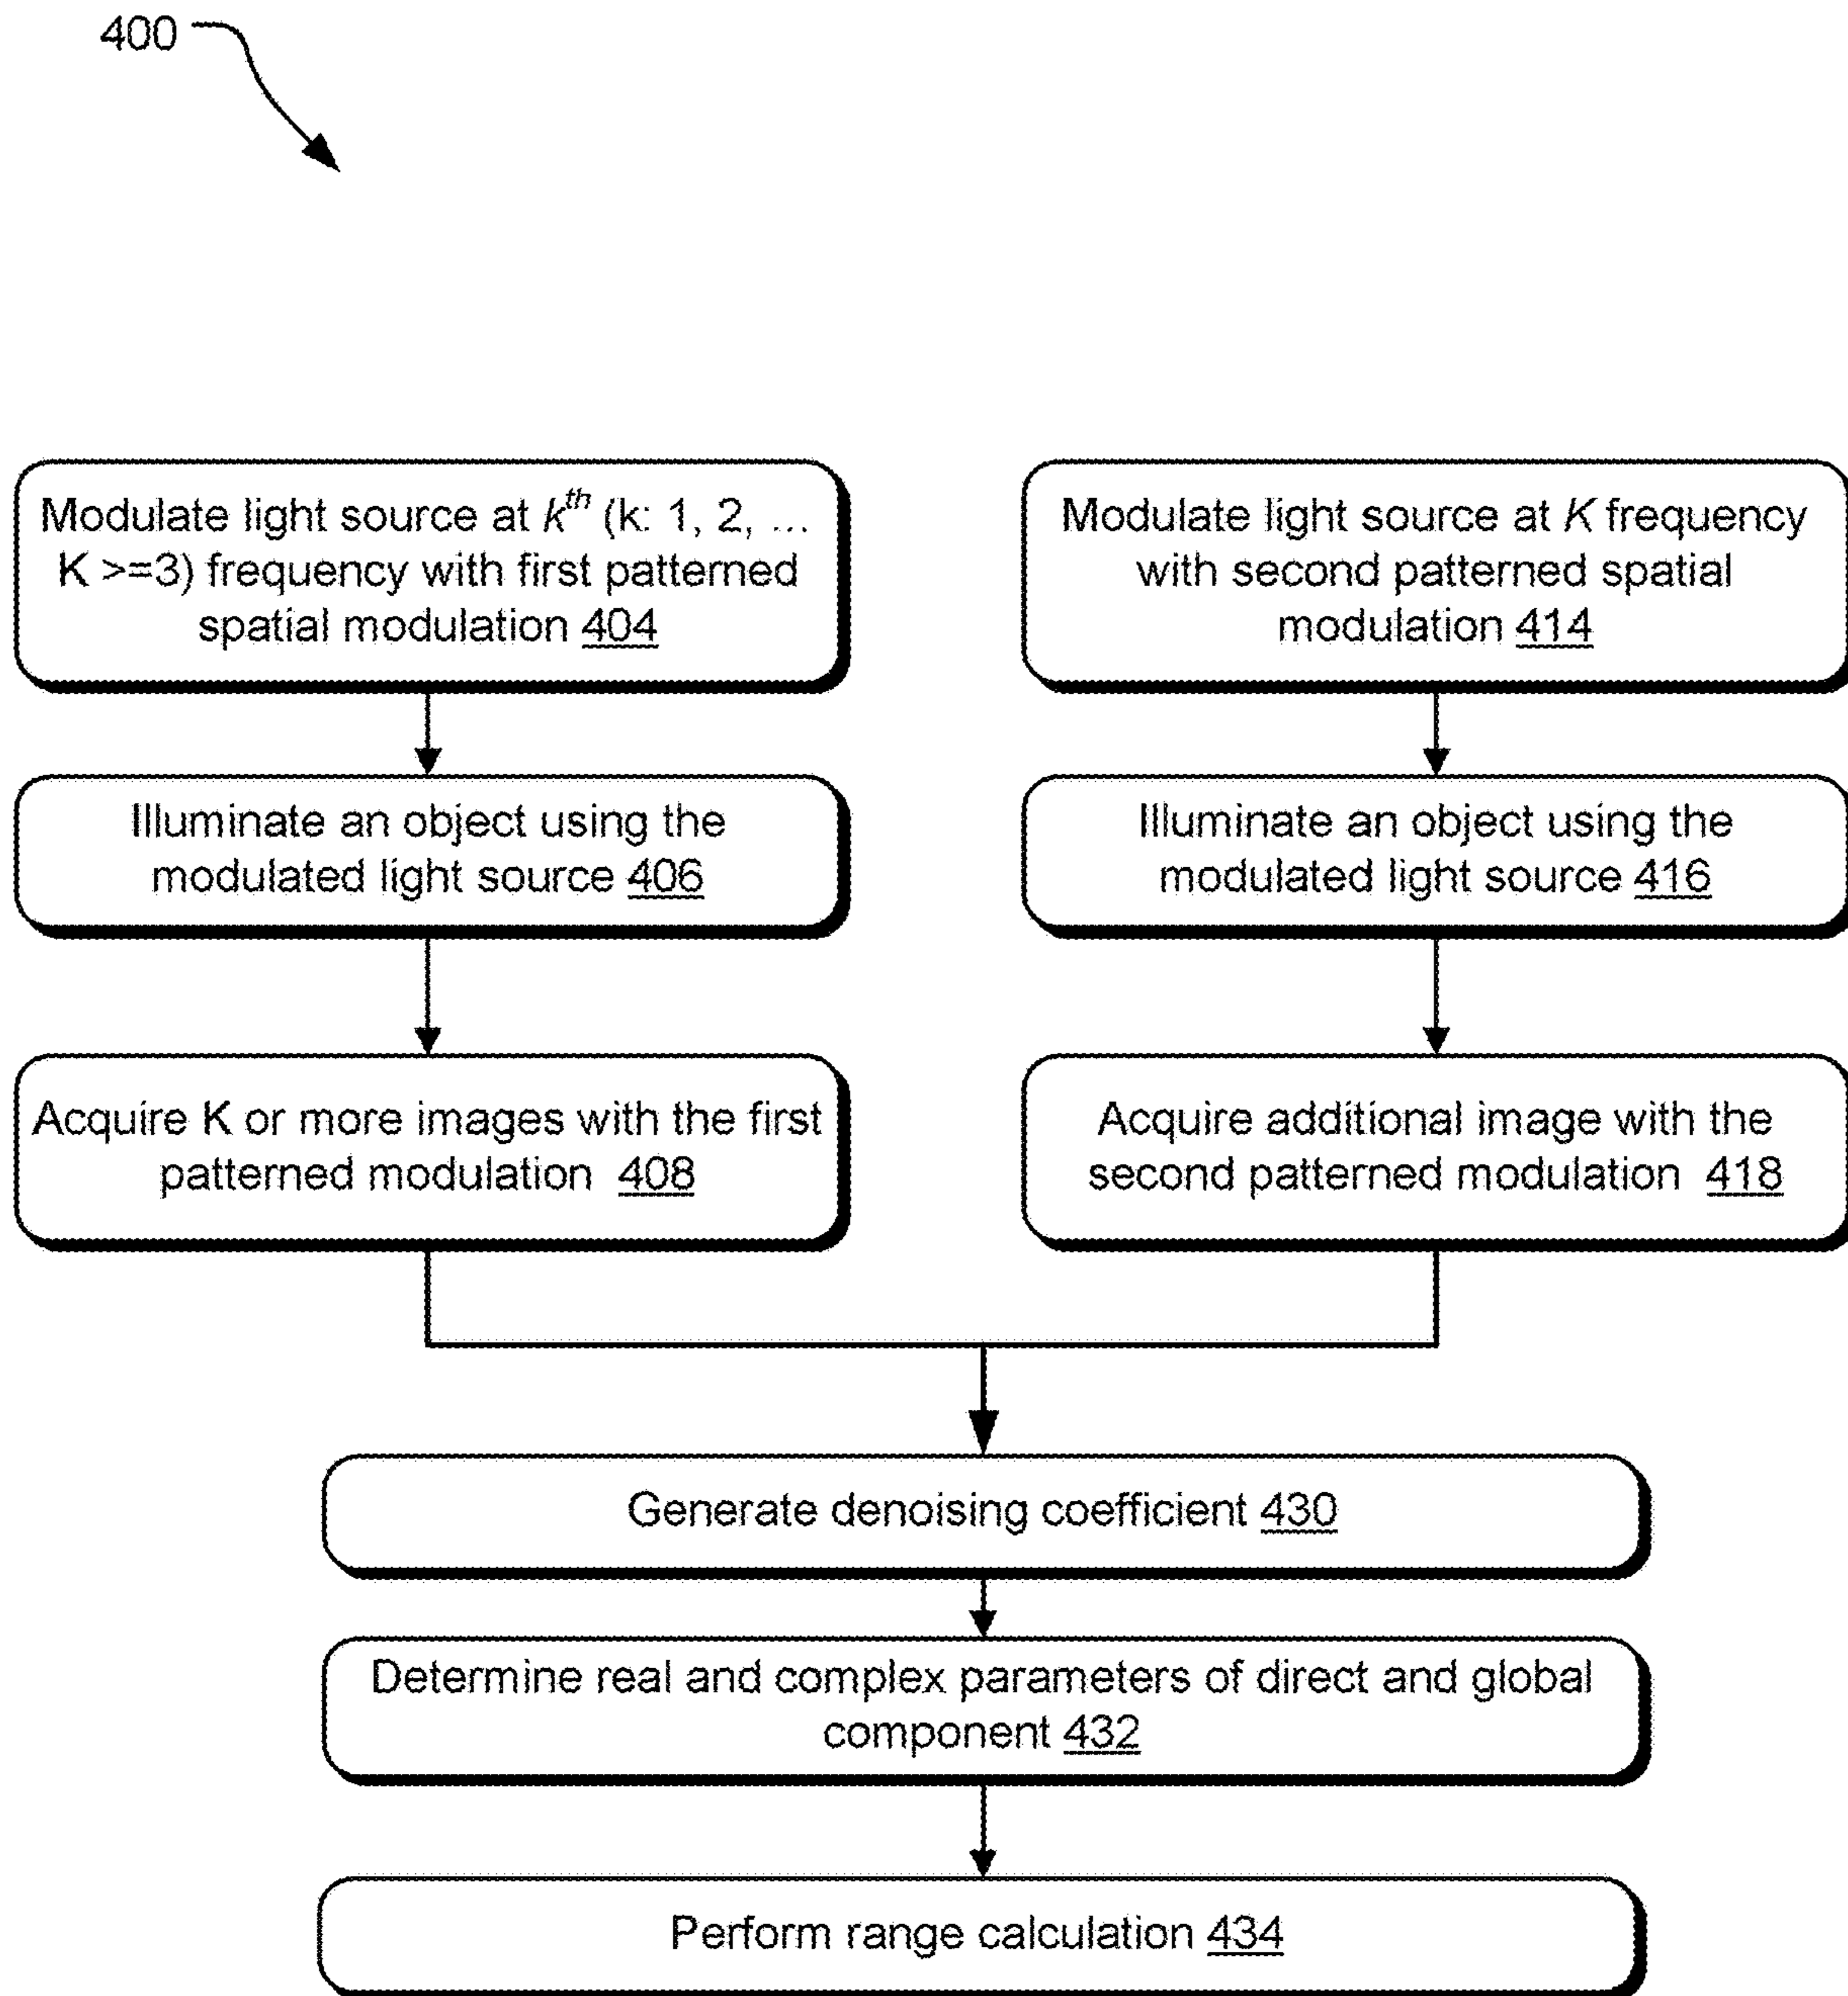 400
Modulate light source at kth (k: 1, 2, ...
K >=3) frequency with first patterned
spatial modulation 404
Modulate light source at K frequency
with second patterned spatial
modulation 414
Illuminate an object using the
modulated light source 406
Illuminate an object using the
modulated light source 416
Acquire K or more images with the first
patterned modulation 408
Acquire additional image with the
second patterned modulation 418
Generate denoising coefficient 430
Determine real and complex parameters of direct and global
component 432
Perform range calculation 434